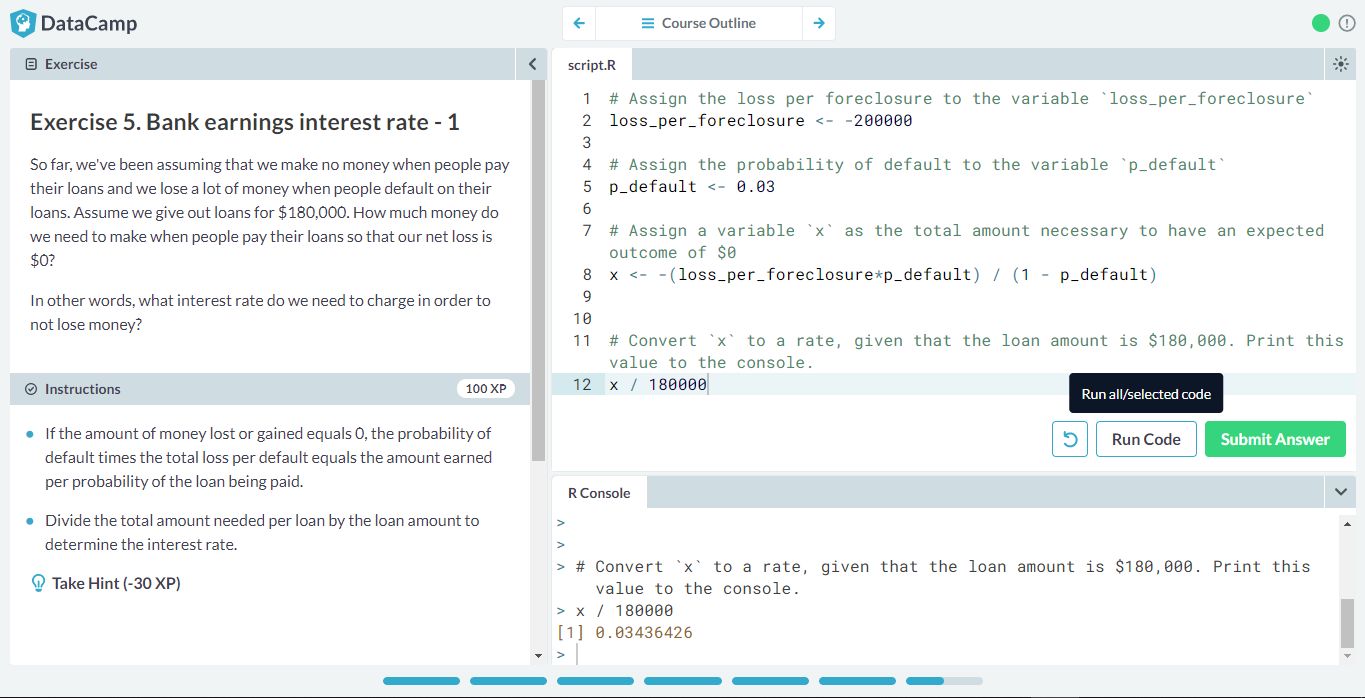 DataCamp
Course Outline
Exercise
Exercise 5. Bank earnings interest rate - 1
So far, we've been assuming that we make no money when people pay
their loans and we lose a lot of money when people default on their
loans. Assume we give out loans for $180,000. How much money do
we need to make when people pay their loans so that our net loss is
$0?
In other words, what interest rate do we need to charge in order to
not lose money?
Instructions
100 XP
If the amount of money lost or gained equals 0, the probability of
default times the total loss per default equals the amount earned
per probability of the loan being paid.
Divide the total amount needed per loan by the loan amount to
determine the interest rate.
Take Hint (-30 XP)
script.R
1 # Assign the loss per foreclosure to the variable `loss_per_foreclosure`
2 loss_per_foreclosure <- -200000
3
4 # Assign the probability of default to the variable `p_default`
5 p_default <- 0.03
6
7 # Assign a variable `x` as the total amount necessary to have an expected
outcome of $0
8 x <- -(loss_per_foreclosure*p_default) / (1 - p_default)
9
10
11 # Convert `x` to a rate, given that the loan amount is $180,000. Print this
value to the console.
12 x / 180000
Run all/selected code
Run Code
Submit Answer
R Console
>
>
> # Convert `x` to a rate, given that the loan amount is $180,000. Print this
value to the console.
> x / 180000
[1] 0.03436426
>